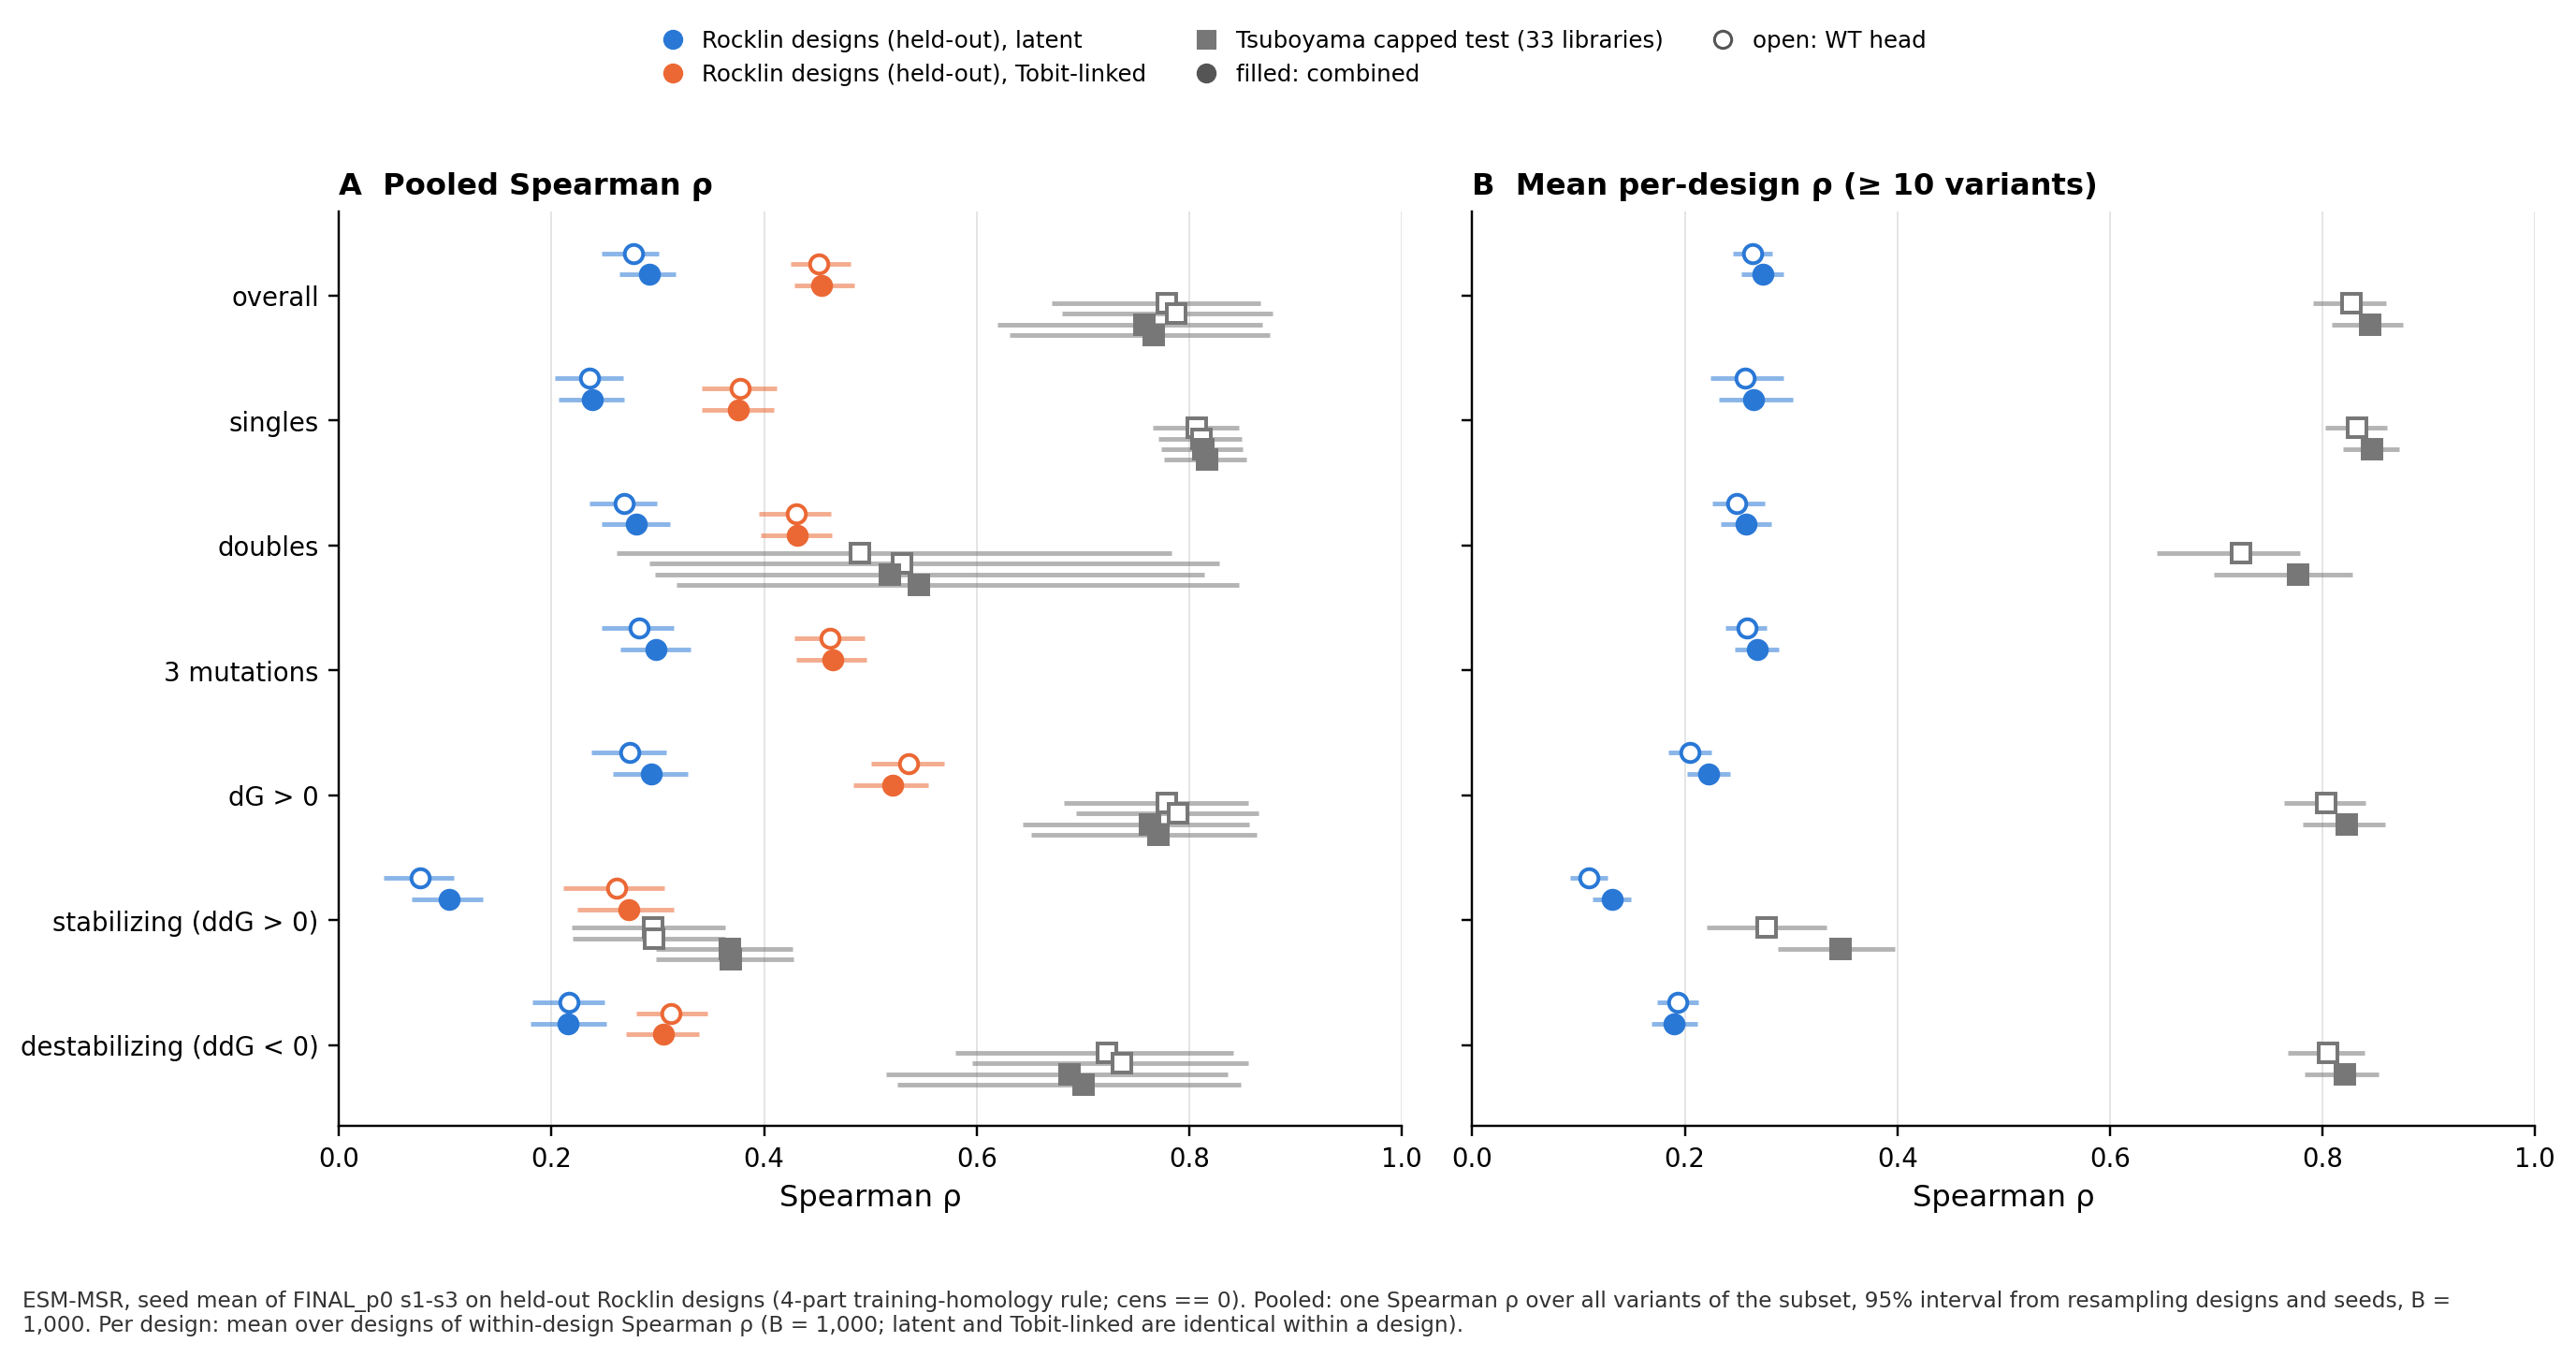 Rocklin designs (held-out), latent
Rocklin designs (held-out), Tobit-linked
Tsuboyama capped test (33 libraries)
filled: combined
open: WT head
A Pooled Spearman ρ
overall
singles
doubles
3 mutations
dG > 0
stabilizing (ddG > 0)
destabilizing (ddG < 0)
0.0 0.2 0.4 0.6 0.8 1.0
Spearman ρ
B Mean per-design ρ (≥ 10 variants)
0.0 0.2 0.4 0.6 0.8 1.0
Spearman ρ
ESM-MSR, seed mean of FINAL_p0 s1-s3 on held-out Rocklin designs (4-part training-homology rule; cens == 0). Pooled: one Spearman ρ over all variants of the subset, 95% interval from resampling designs and seeds, B =
1,000. Per design: mean over designs of within-design Spearman ρ (B = 1,000; latent and Tobit-linked are identical within a design).